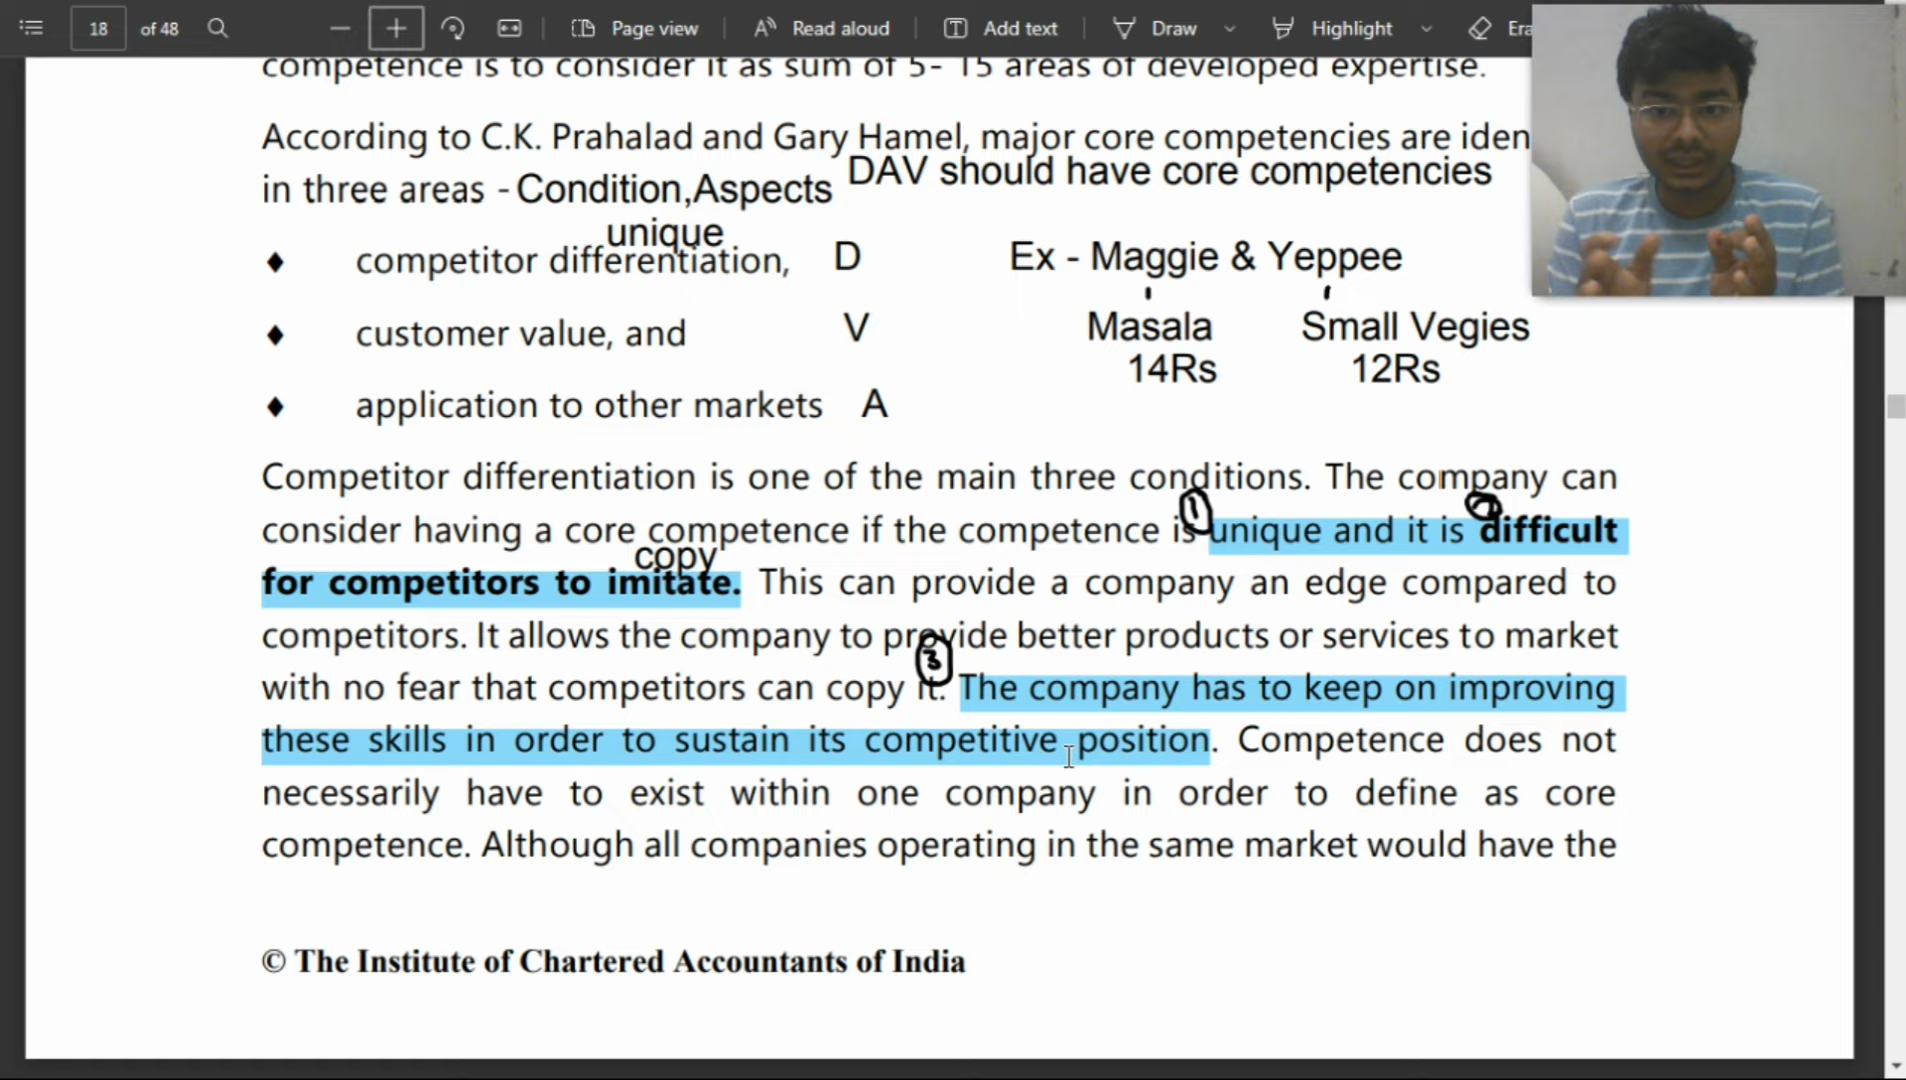 18 of 48 Page view Read aloud Add text Draw Highlight Era
competence is to consider it as sum of 5- 15 areas of developed expertise.
According to C.K. Prahalad and Gary Hamel, major core competencies are iden
DAV should have core competencies
in three areas - Condition,Aspects
unique
♦ competitor differentiation, D Ex - Maggie & Yeppee
♦ customer value, and V Masala Small Vegies
14Rs 12Rs
♦ application to other markets A
Competitor differentiation is one of the main three conditions. The company can
1 2
consider having a core competence if the competence is unique and it is difficult
copy
for competitors to imitate. This can provide a company an edge compared to
competitors. It allows the company to provide better products or services to market
3
with no fear that competitors can copy it. The company has to keep on improving
these skills in order to sustain its competitive position. Competence does not
necessarily have to exist within one company in order to define as core
competence. Although all companies operating in the same market would have the
© The Institute of Chartered Accountants of India